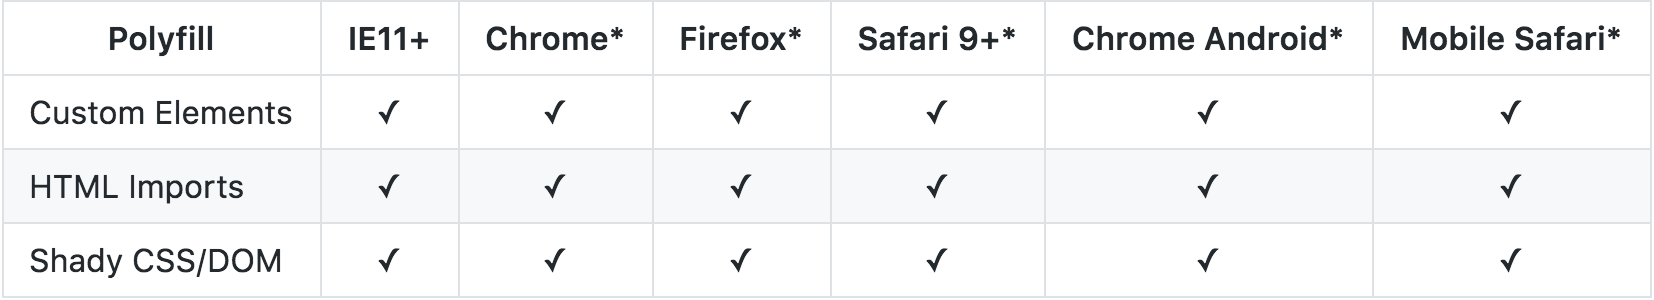 Polyfill IE11+ Chrome* Firefox* Safari 9+* Chrome Android* Mobile Safari*
Custom Elements ✓ ✓ ✓ ✓ ✓ ✓
HTML Imports ✓ ✓ ✓ ✓ ✓ ✓
Shady CSS/DOM ✓ ✓ ✓ ✓ ✓ ✓